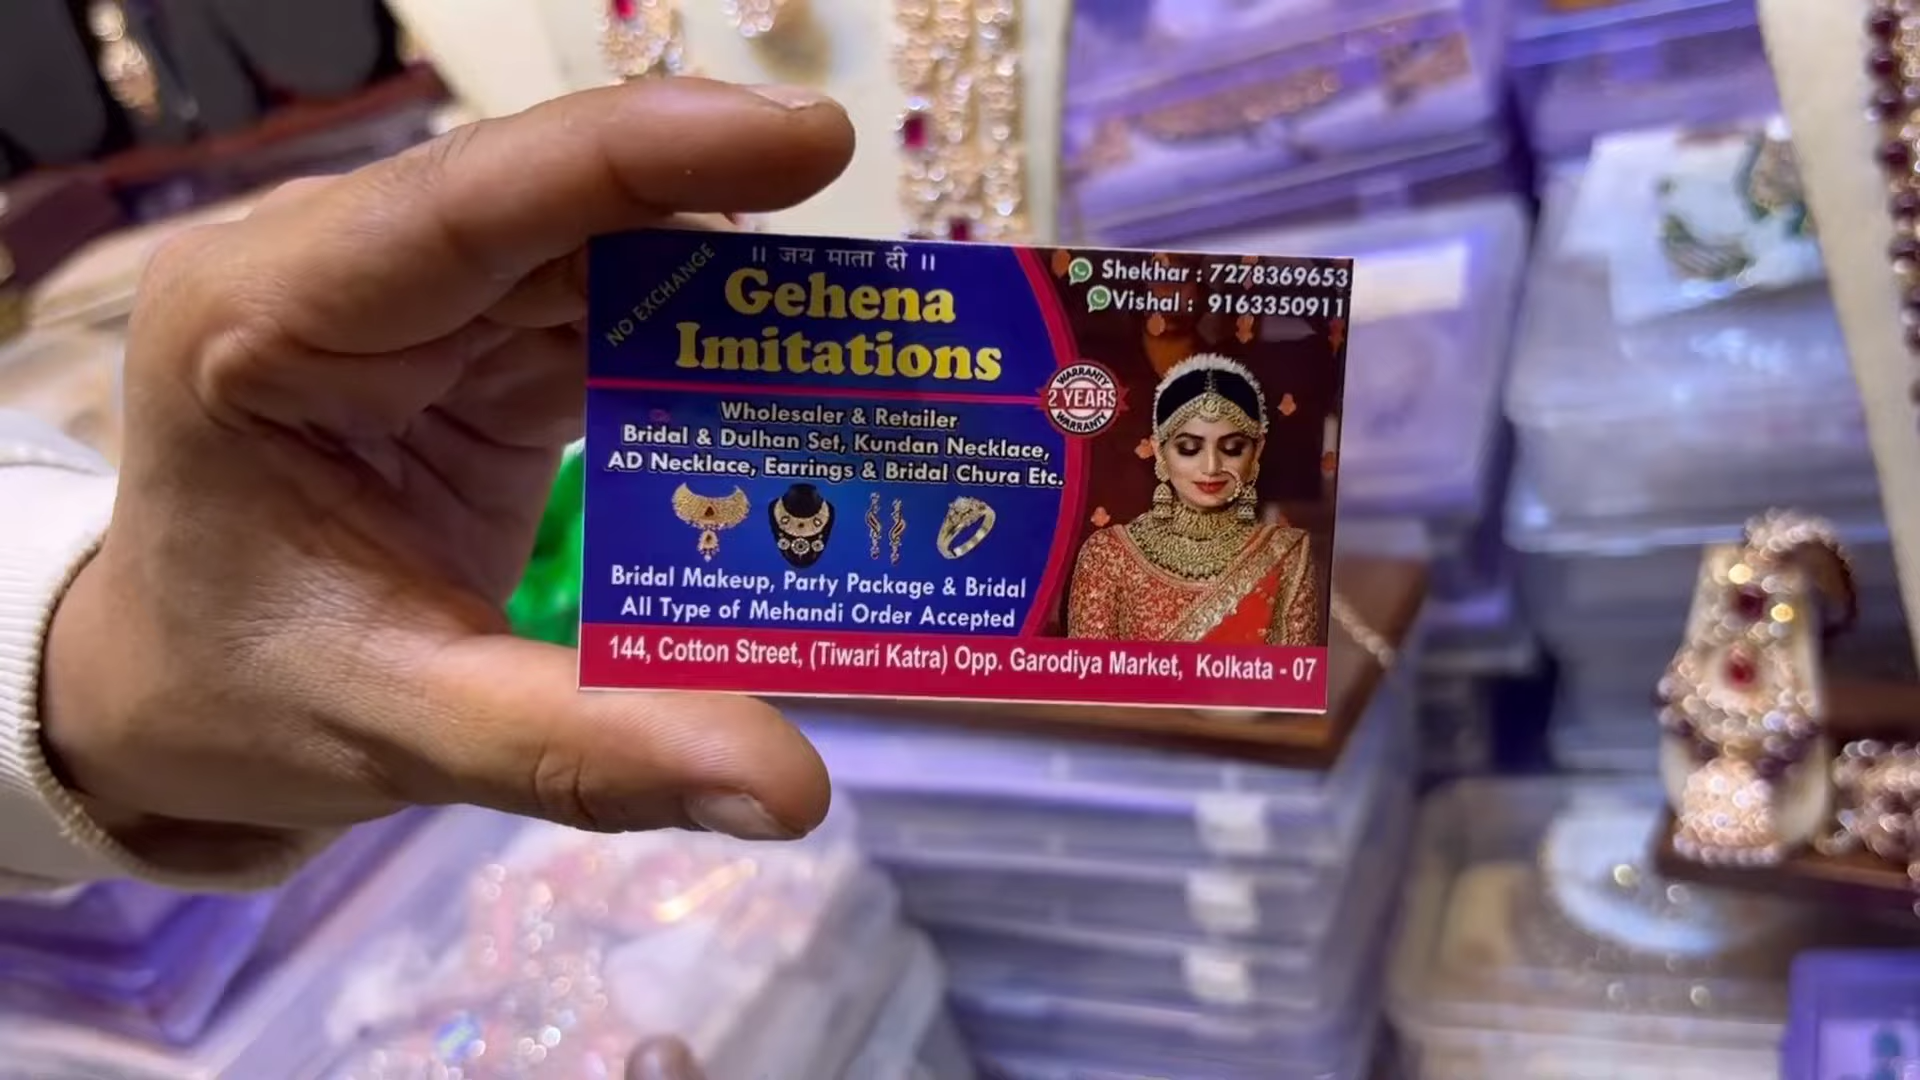 NO EXCHANGE
|| जय माता दी ||
Gehena
Imitations
Wholesaler & Retailer
Bridal & Dulhan Set, Kundan Necklace,
AD Necklace, Earrings & Bridal Chura Etc.
Bridal Makeup, Party Package & Bridal
All Type of Mehandi Order Accepted
Shekhar : 7278369653
Vishal : 9163350911
WARRANTY
2 YEARS
WARRANTY
144, Cotton Street, (Tiwari Katra) Opp. Garodiya Market, Kolkata - 07